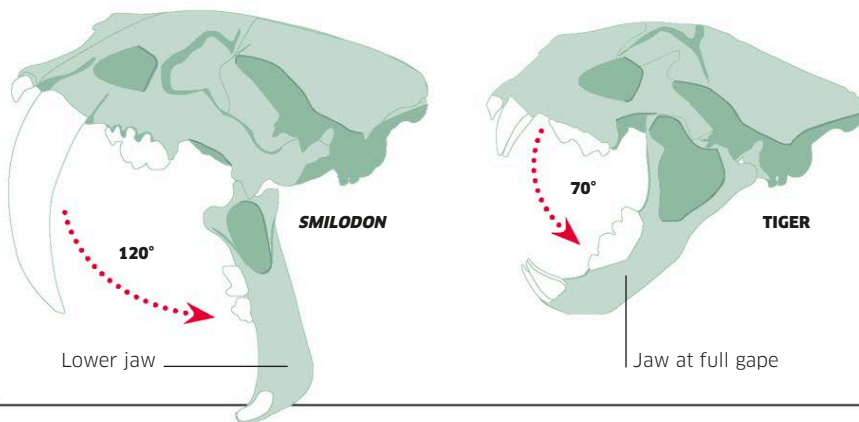 SMILODON
120°
Lower jaw
70°
TIGER
Jaw at full gape